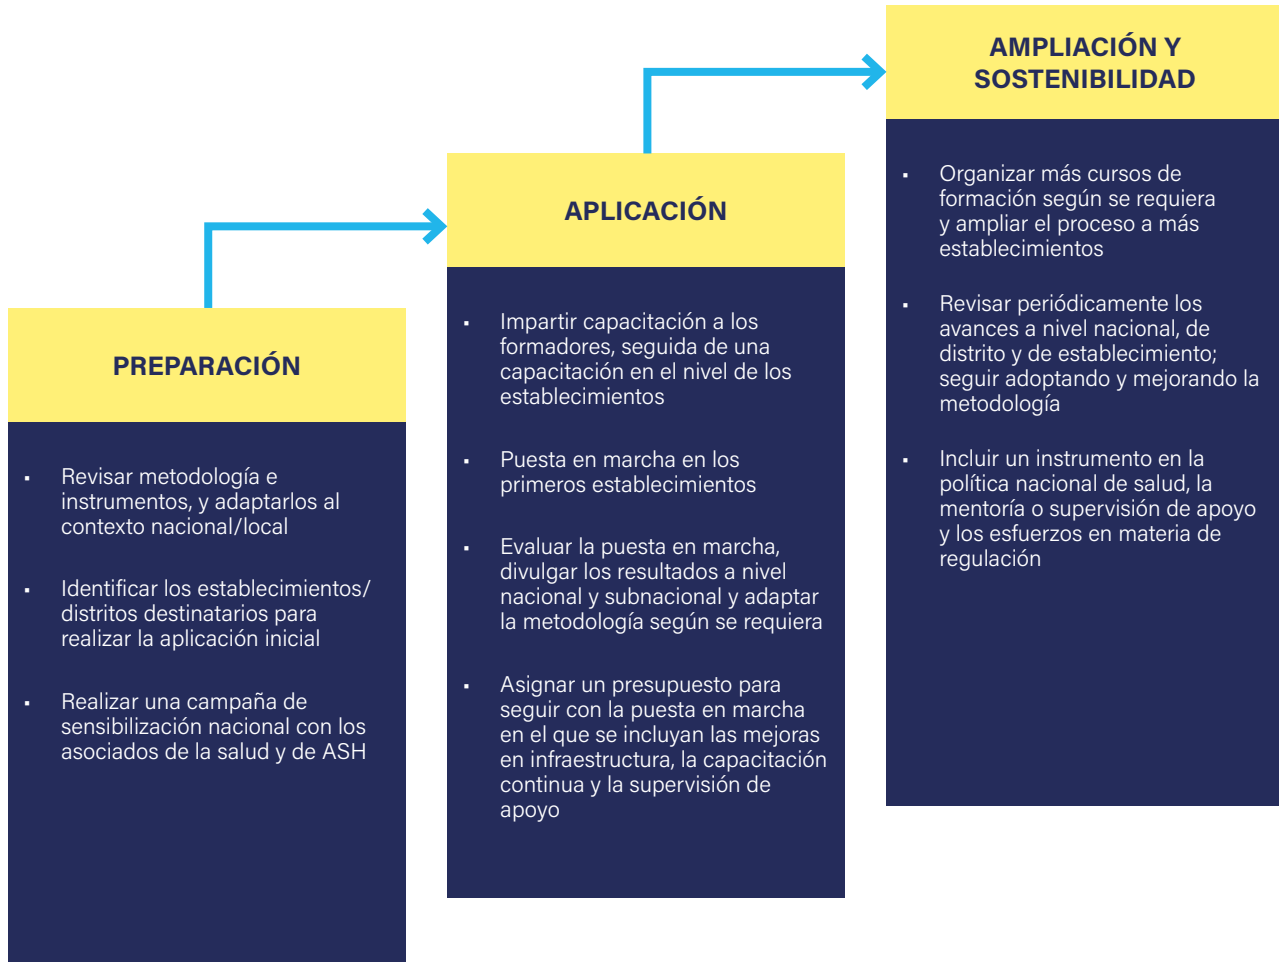 PREPARACIÓN
▪ Revisar metodología e
instrumentos, y adaptarlos al
contexto nacional/local
▪ Identificar los establecimientos/
distritos destinatarios para
realizar la aplicación inicial
▪ Realizar una campaña de
sensibilización nacional con los
asociados de la salud y de ASH
APLICACIÓN
▪ Impartir capacitación a los
formadores, seguida de una
capacitación en el nivel de los
establecimientos
▪ Puesta en marcha en los
primeros establecimientos
▪ Evaluar la puesta en marcha,
divulgar los resultados a nivel
nacional y subnacional y adaptar
la metodología según se requiera
▪ Asignar un presupuesto para
seguir con la puesta en marcha
en el que se incluyan las mejoras
en infraestructura, la capacitación
continua y la supervisión de
apoyo
AMPLIACIÓN Y
SOSTENIBILIDAD
▪ Organizar más cursos de
formación según se requiera
y ampliar el proceso a más
establecimientos
▪ Revisar periódicamente los
avances a nivel nacional, de
distrito y de establecimiento;
seguir adoptando y mejorando la
metodología
▪ Incluir un instrumento en la
política nacional de salud, la
mentoría o supervisión de apoyo
y los esfuerzos en materia de
regulación